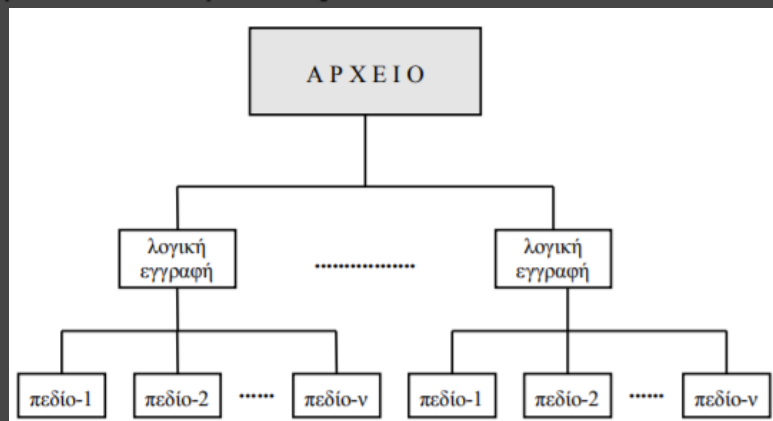 ΑΡΧΕΙΟ
λογική
εγγραφή
.................
λογική
εγγραφή
πεδίο-1
πεδίο-2
......
πεδίο-ν
πεδίο-1
πεδίο-2
......
πεδίο-ν